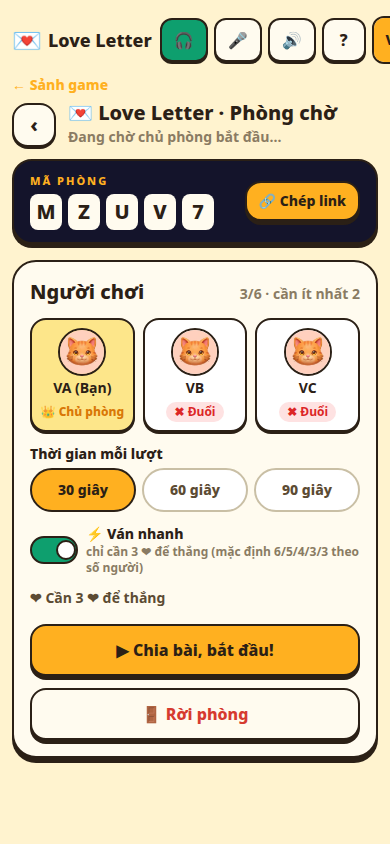 💌 Love Letter 🎧 🎤 🔊 ?
← Sảnh game
‹ 💌 Love Letter · Phòng chờ
Đang chờ chủ phòng bắt đầu...
MÃ PHÒNG
M Z U V 7
🔗 Chép link
Người chơi
3/6 · cần ít nhất 2
VA (Bạn)
👑 Chủ phòng
VB
✖ Đuổi
VC
✖ Đuổi
Thời gian mỗi lượt
30 giây 60 giây 90 giây
⚡ Ván nhanh
chỉ cần 3 ❤ để thắng (mặc định 6/5/4/3/3 theo
số người)
❤ Cần 3 ❤ để thắng
▶ Chia bài, bắt đầu!
🚪 Rời phòng